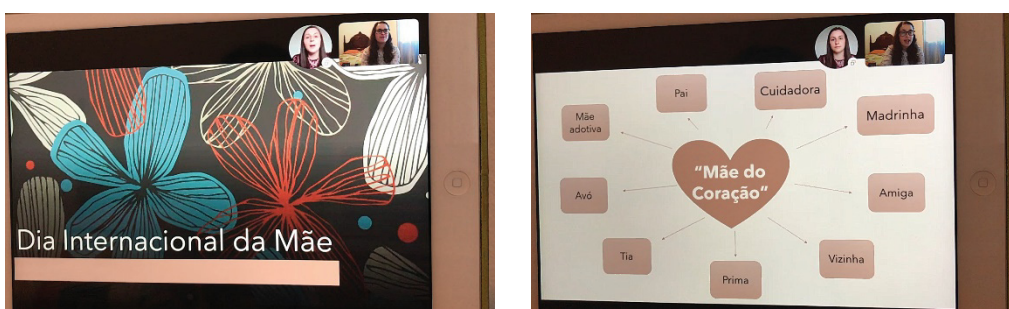 Dia Internacional da Mãe
Pai
Cuidadora
Mãe
adotiva
Madrinha
"Mãe do
Coração"
Avó
Amiga
Tia
Vizinha
Prima